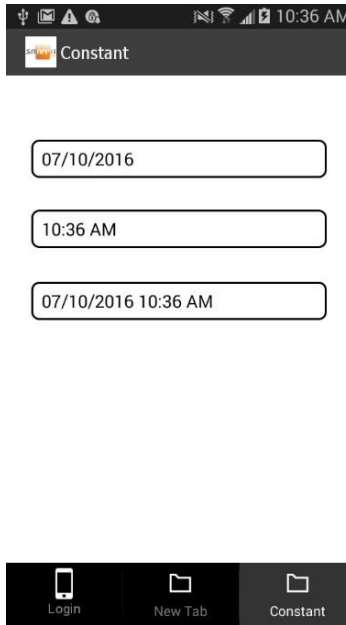 10:36 AM
Constant
07/10/2016
10:36 AM
07/10/2016 10:36 AM
Login
New Tab
Constant